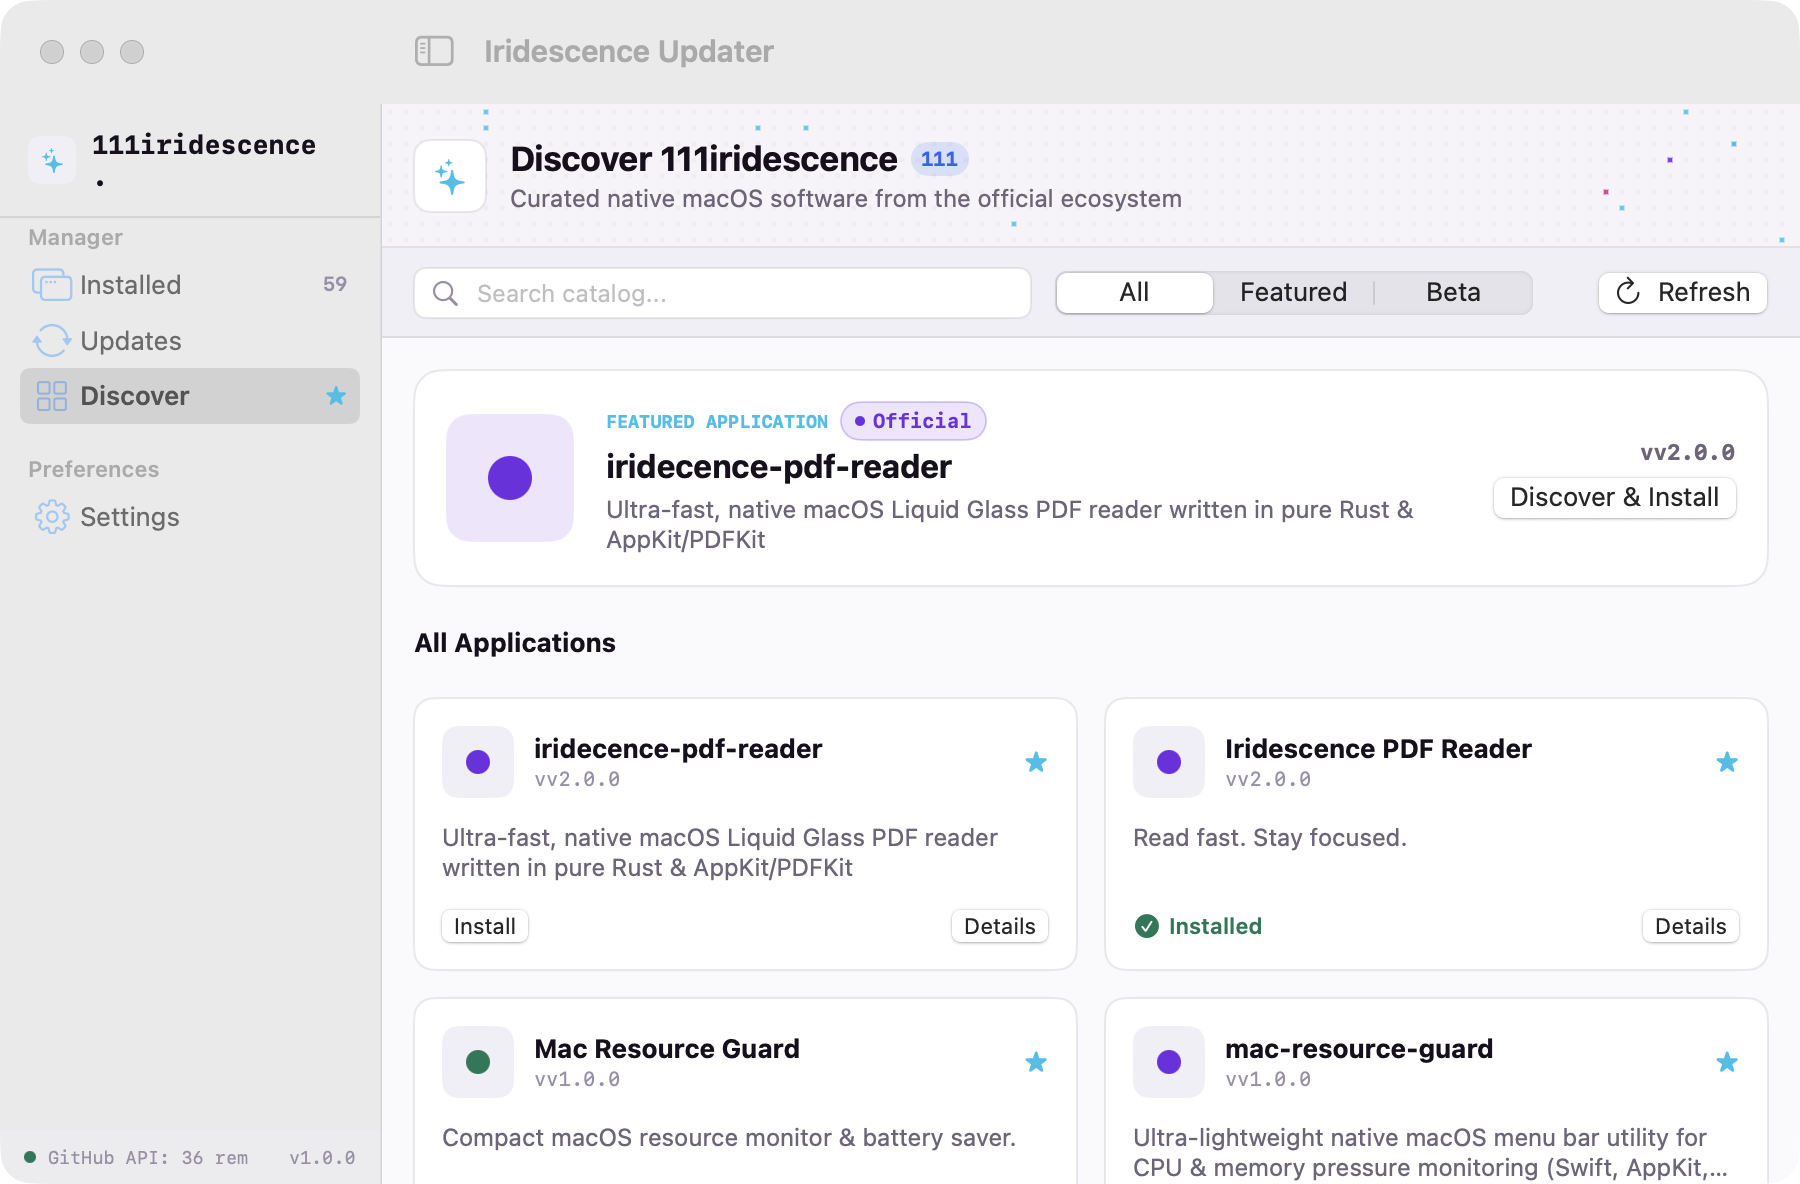 Iridescence Updater
111iridescence
.
Manager
Installed 59
Updates
Discover
Preferences
Settings
GitHub API: 36 rem v1.0.0
Discover 111iridescence 111
Curated native macOS software from the official ecosystem
Search catalog...
All Featured Beta
Refresh
FEATURED APPLICATION Official
iridecence-pdf-reader
Ultra-fast, native macOS Liquid Glass PDF reader written in pure Rust &
AppKit/PDFKit
vv2.0.0
Discover & Install
All Applications
iridecence-pdf-reader
vv2.0.0
Ultra-fast, native macOS Liquid Glass PDF reader
written in pure Rust & AppKit/PDFKit
Install Details
Iridescence PDF Reader
vv2.0.0
Read fast. Stay focused.
Installed Details
Mac Resource Guard
vv1.0.0
Compact macOS resource monitor & battery saver.
mac-resource-guard
vv1.0.0
Ultra-lightweight native macOS menu bar utility for
CPU & memory pressure monitoring (Swift, AppKit,...